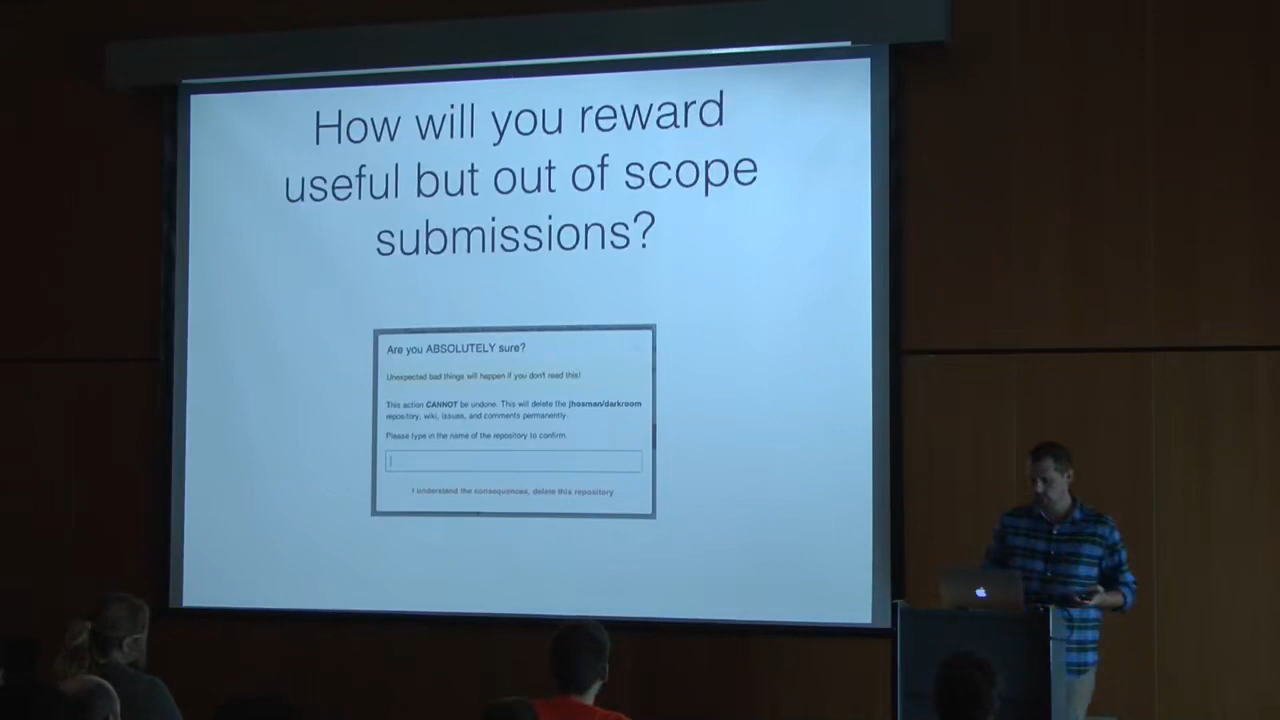 How will you reward
useful but out of scope
submissions?
Are you ABSOLUTELY sure?
Unexpected bad things will happen if you don't read this!
This action CANNOT be undone. This will delete the jhosman/darkroom
repository, wiki, issues, and comments permanently.
Please type in the name of the repository to confirm.
I understand the consequences, delete this repository